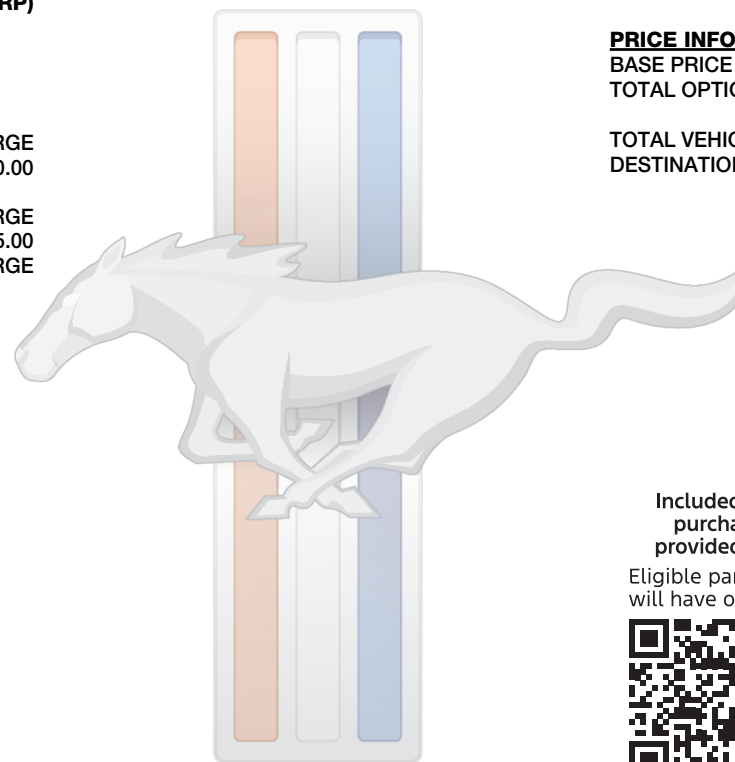 RP)
RGE
0.00
RGE
5.00
RGE
PRICE INFO
BASE PRICE
TOTAL OPTIO
TOTAL VEHIC
DESTINATION
Included
purcha
provided
Eligible par
will have o